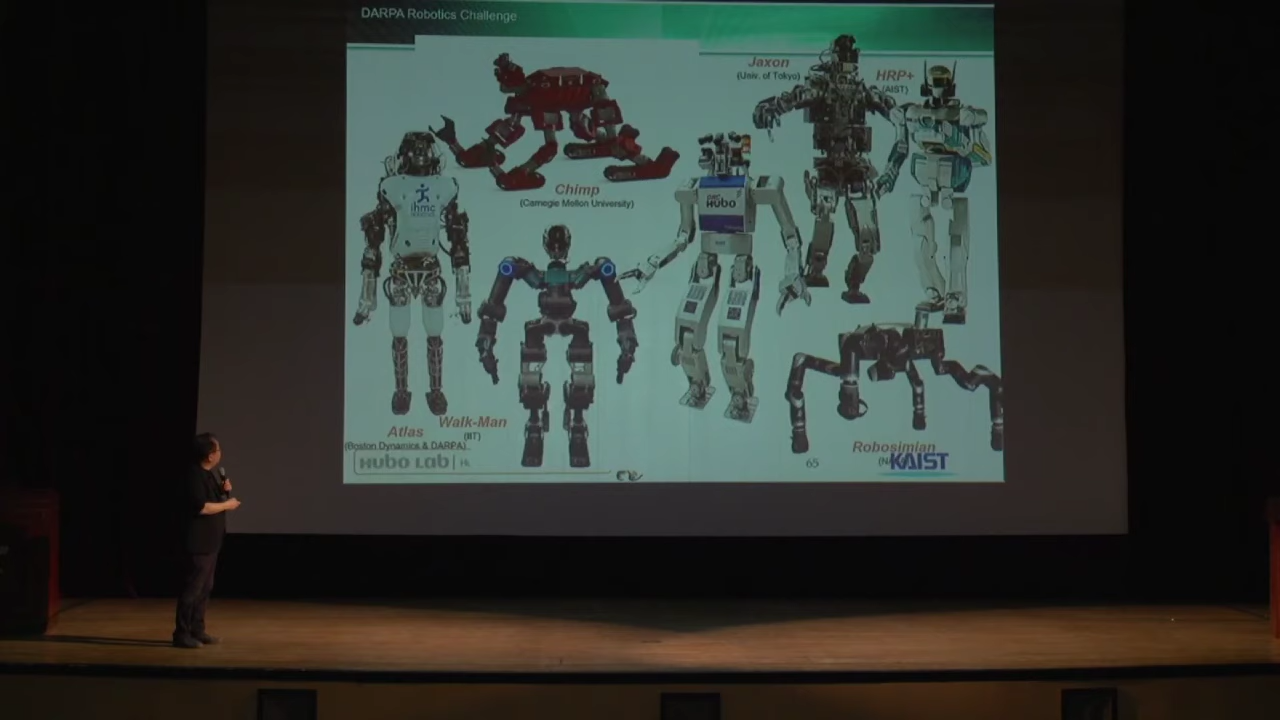 DARPA Robotics Challenge
Jaxon
(Univ. of Tokyo)
HRP+
(AIST)
Chimp
(Carnegie Mellon University)
ihmc
HUBO
Walk-Man
(IIT)
Atlas
(Boston Dynamics & DARPA)
Robosimian
KAIST
HUBO LAB
65